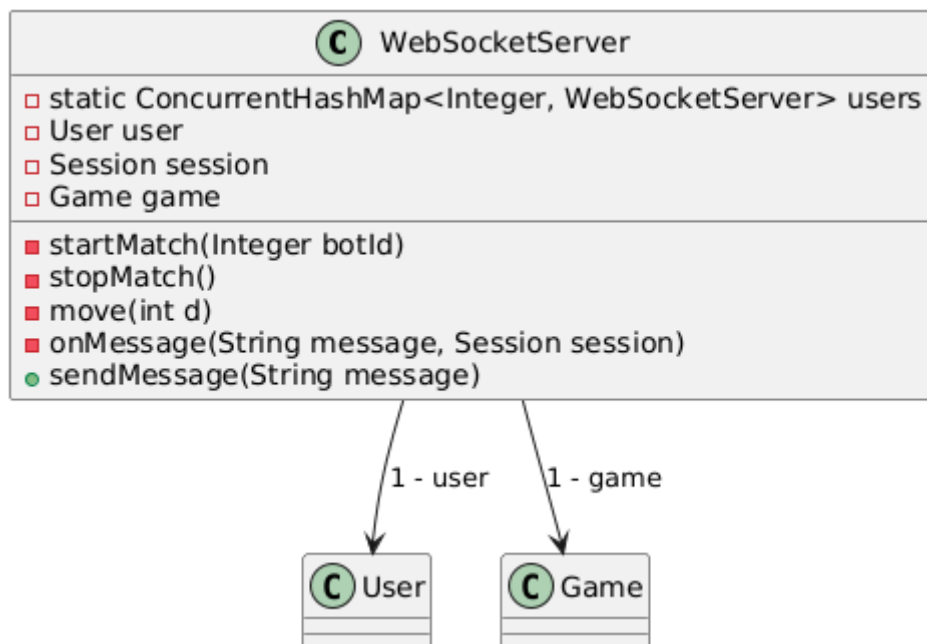 C WebSocketServer
static ConcurrentHashMap<Integer, WebSocketServer> users
User user
Session session
Game game
startMatch(Integer botId)
stopMatch()
move(int d)
onMessage(String message, Session session)
sendMessage(String message)
1 - user
1 - game
C User
C Game